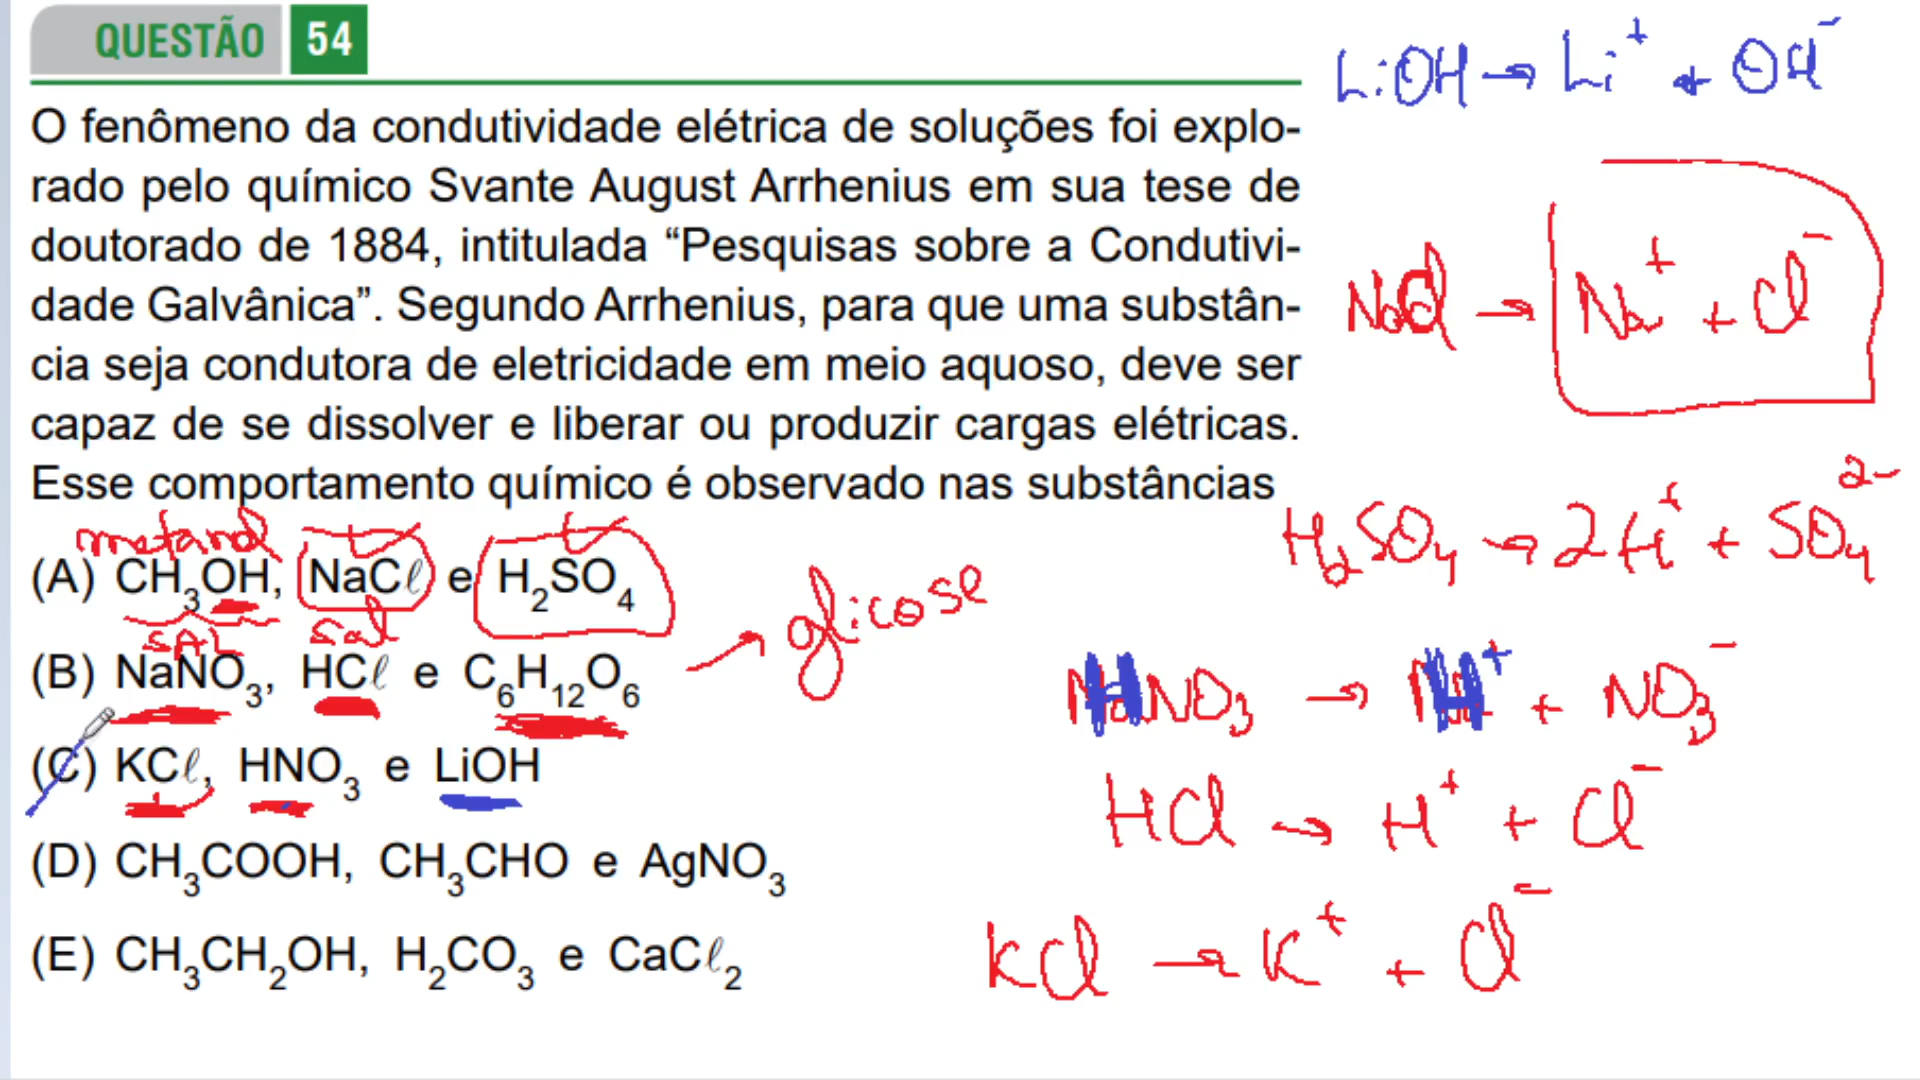 QUESTÃO 54
O fenômeno da condutividade elétrica de soluções foi explo-
rado pelo químico Svante August Arrhenius em sua tese de
doutorado de 1884, intitulada “Pesquisas sobre a Condutivi-
dade Galvânica”. Segundo Arrhenius, para que uma substân-
cia seja condutora de eletricidade em meio aquoso, deve ser
capaz de se dissolver e liberar ou produzir cargas elétricas.
Esse comportamento químico é observado nas substâncias
metanol
(A) CH₃OH, NaCℓ e H₂SO₄
SAL
sal
(B) NaNO₃, HCℓ e C₆H₁₂O₆
→ glicose
(C) KCℓ, HNO₃ e LiOH
(D) CH₃COOH, CH₃CHO e AgNO₃
(E) CH₃CH₂OH, H₂CO₃ e CaCℓ₂
LiOH → Li⁺ + OH⁻
NaCl → Na⁺ + Cl⁻
H₂SO₄ → 2H⁺ + SO₄²⁻
HNO₃ → H⁺ + NO₃⁻
HCl → H⁺ + Cl⁻
KCl → K⁺ + Cl⁻